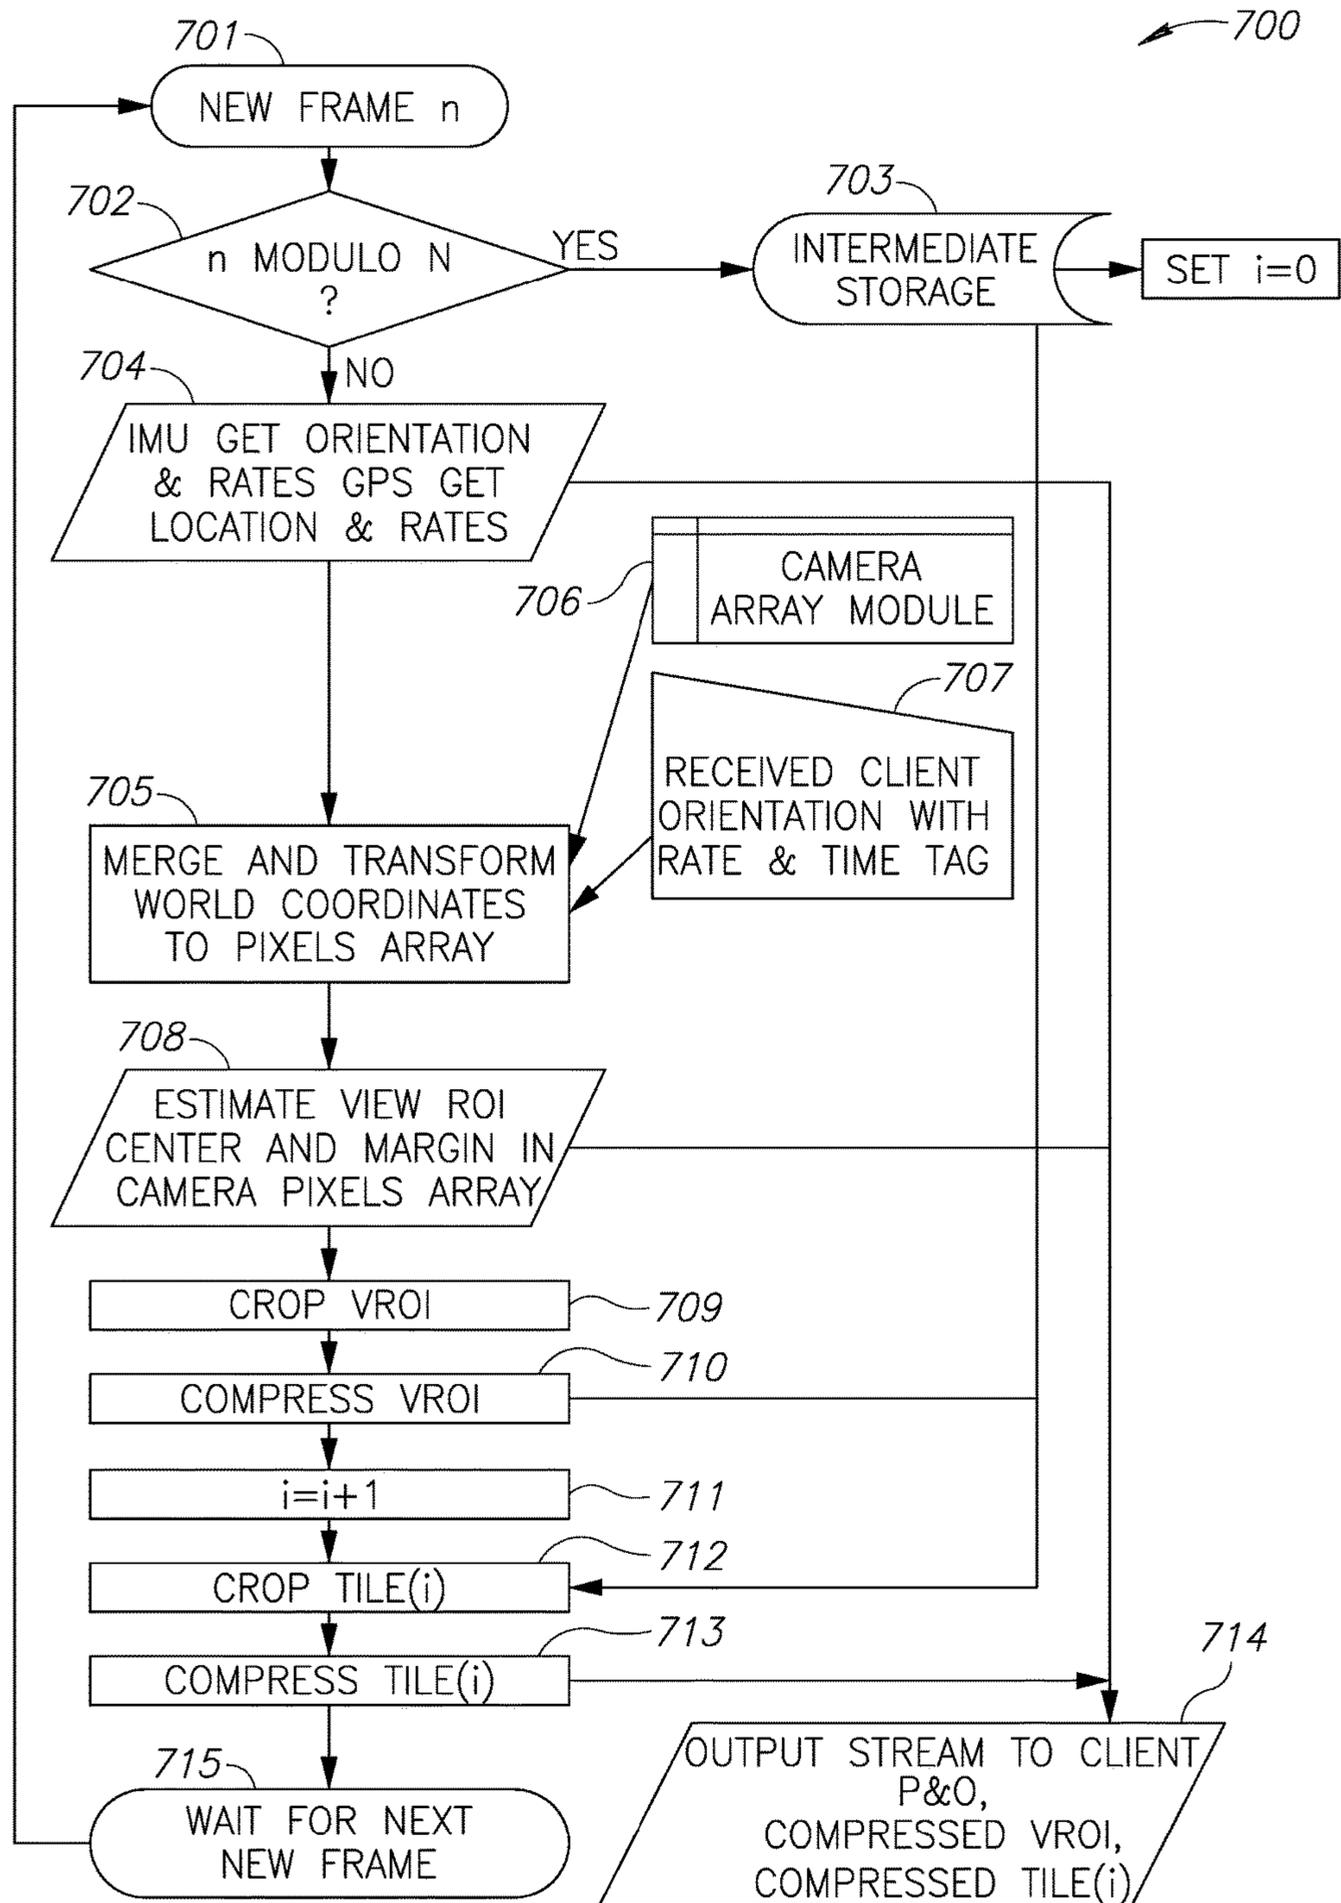 700
701
NEW FRAME n
702
n MODULO N
?
YES
703
INTERMEDIATE
STORAGE
SET i=0
NO
704
IMU GET ORIENTATION
& RATES GPS GET
LOCATION & RATES
706
CAMERA
ARRAY MODULE
707
RECEIVED CLIENT
ORIENTATION WITH
RATE & TIME TAG
705
MERGE AND TRANSFORM
WORLD COORDINATES
TO PIXELS ARRAY
708
ESTIMATE VIEW ROI
CENTER AND MARGIN IN
CAMERA PIXELS ARRAY
CROP VROI
709
710
COMPRESS VROI
i=i+1
711
712
CROP TILE(i)
713
COMPRESS TILE(i)
714
OUTPUT STREAM TO CLIENT
P&O,
COMPRESSED VROI,
COMPRESSED TILE(i)
715
WAIT FOR NEXT
NEW FRAME